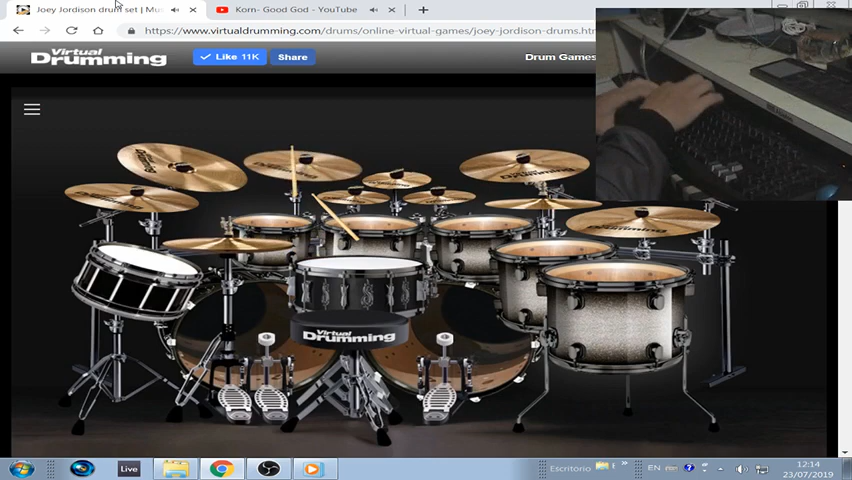 Joey Jordison drum set | Mu
Korn- Good God - YouTube
https://www.virtualdrumming.com/drums/online-virtual-games/joey-jordison-drums.htm
Virtual
Drumming
Like 11K
Share
Drum Games
Virtual
Drumming
Live
Escritório
EN
12:14
23/07/2019